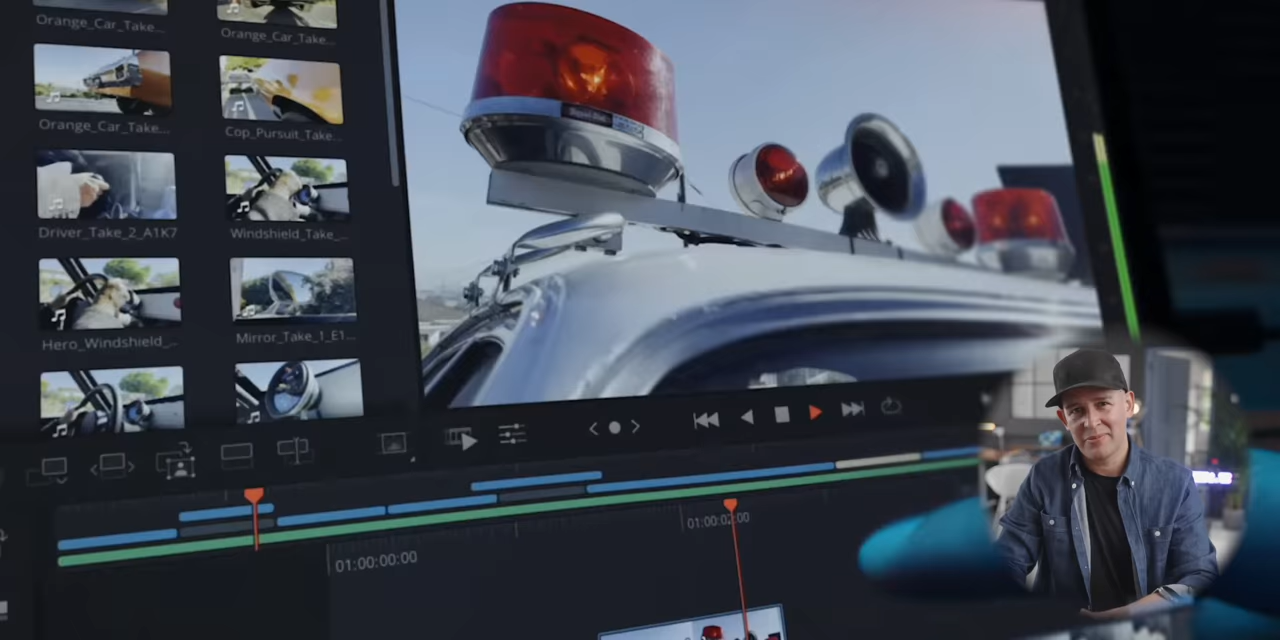 Orange_Car_Take...
Orange_Car_Take...
Orange_Car_Take...
Cop_Pursuit_Take...
Driver_Take_2_A1K7
Windshield_Take_...
Hero_Windshield_...
Mirror_Take_1_E1...
01:00:00:00
01:00:02:00